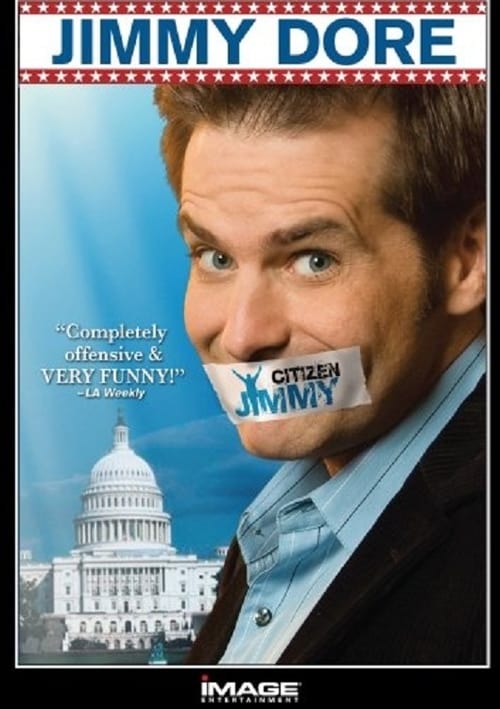 JIMMY DORE
“Completely
offensive &
VERY FUNNY!”
–LA Weekly
CITIZEN
JIMMY
iMAGE
ENTERTAINMENT